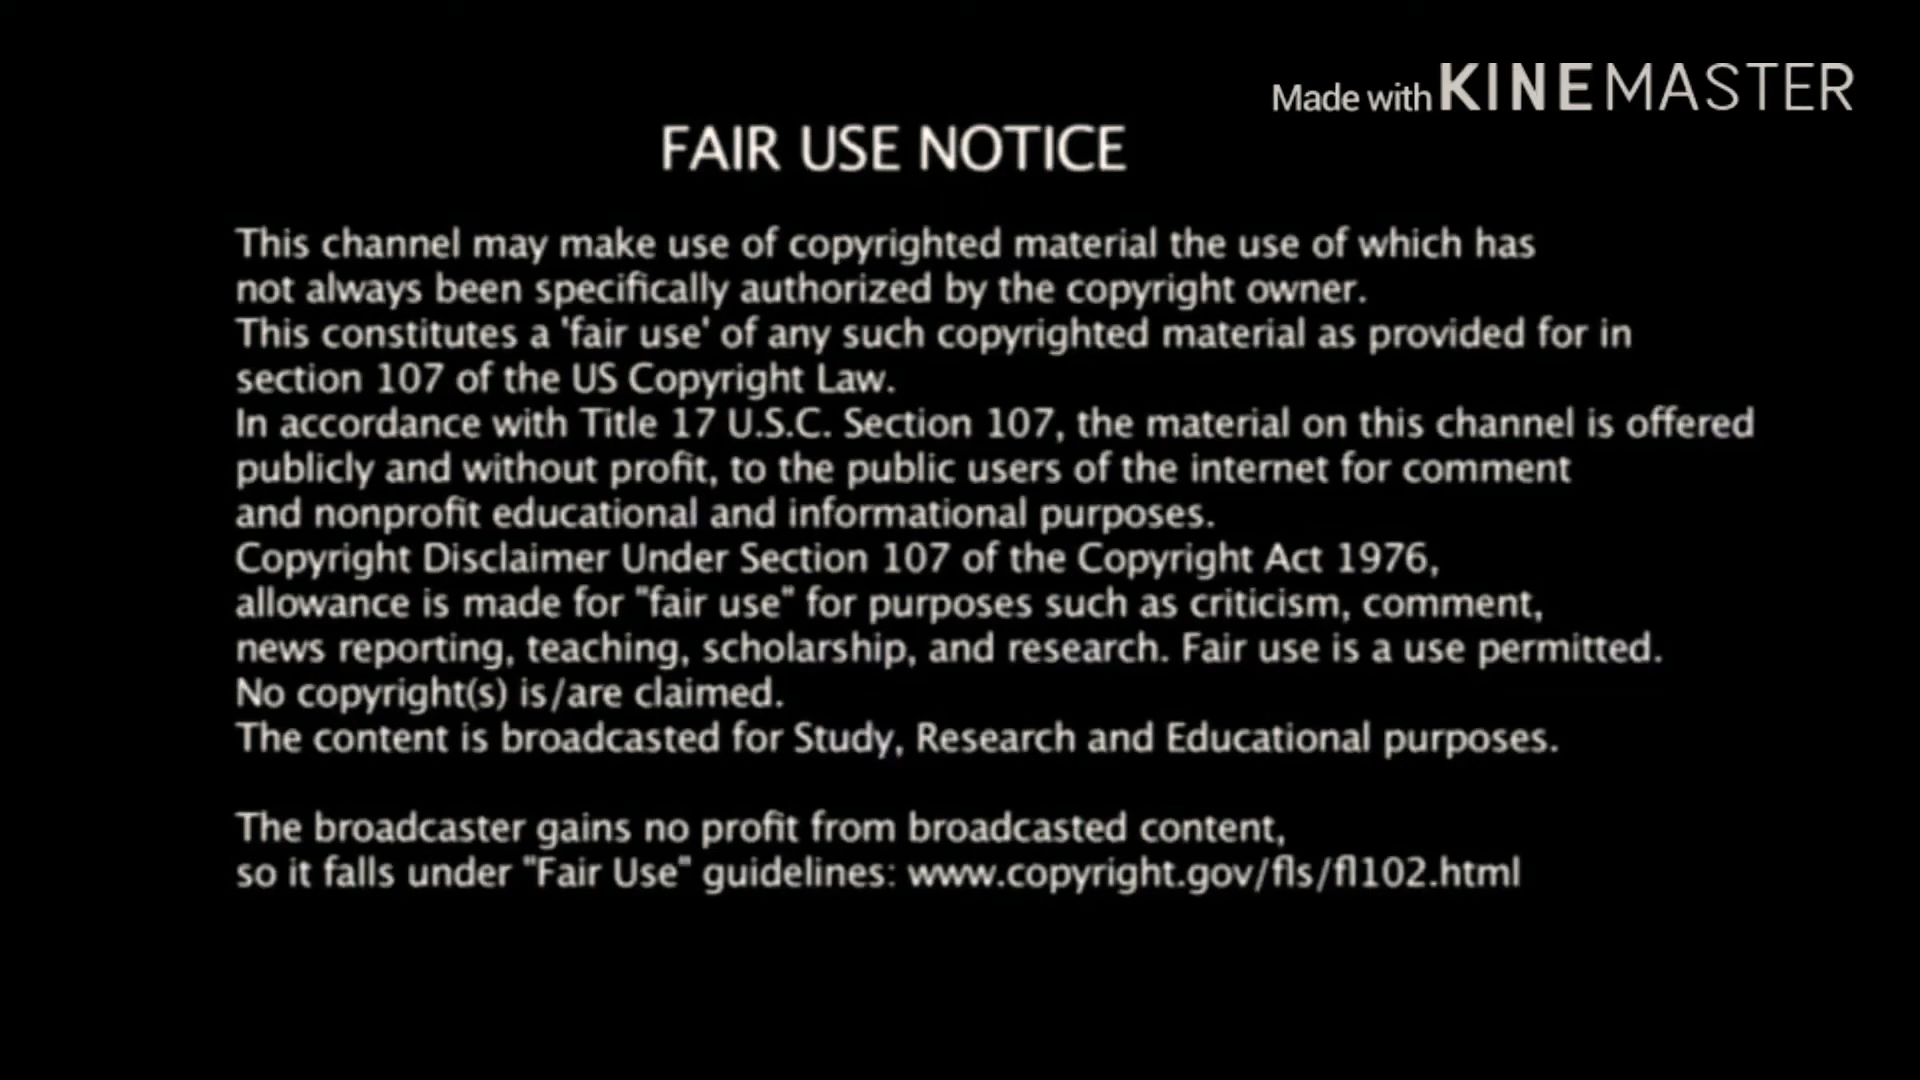 Made with KINEMASTER
FAIR USE NOTICE
This channel may make use of copyrighted material the use of which has
not always been specifically authorized by the copyright owner.
This constitutes a 'fair use' of any such copyrighted material as provided for in
section 107 of the US Copyright Law.
In accordance with Title 17 U.S.C. Section 107, the material on this channel is offered
publicly and without profit, to the public users of the internet for comment
and nonprofit educational and informational purposes.
Copyright Disclaimer Under Section 107 of the Copyright Act 1976,
allowance is made for "fair use" for purposes such as criticism, comment,
news reporting, teaching, scholarship, and research. Fair use is a use permitted.
No copyright(s) is/are claimed.
The content is broadcasted for Study, Research and Educational purposes.
The broadcaster gains no profit from broadcasted content,
so it falls under "Fair Use" guidelines: www.copyright.gov/fls/fl102.html